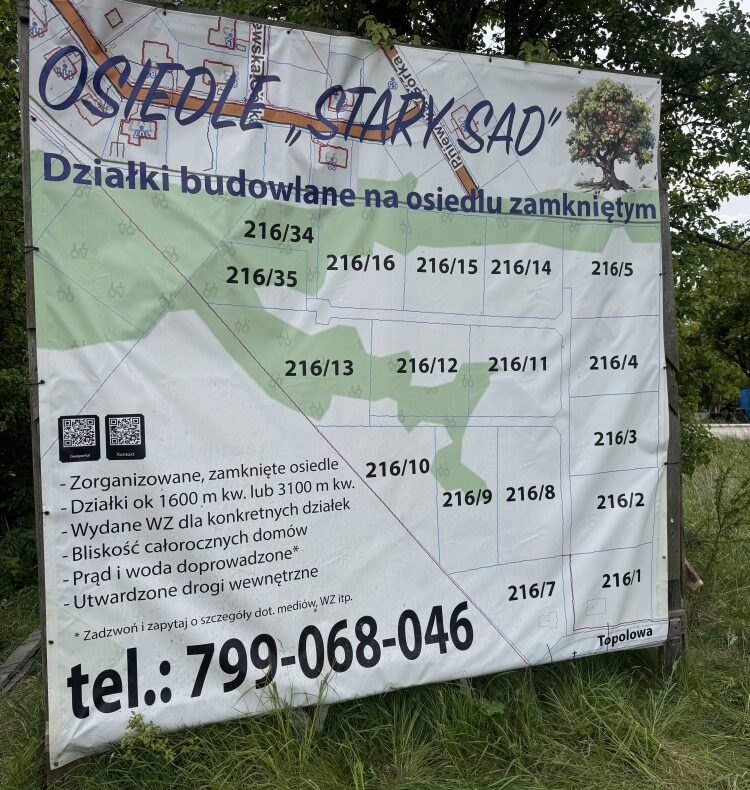 OSIEDLE „STARY SAD”
Działki budowlane na osiedlu zamkniętym
216/34
216/35
216/16
216/15
216/14
216/5
216/13
216/12
216/11
216/4
216/10
216/9
216/8
216/3
216/2
216/7
216/1
Topolowa
Geoportal
Kontakt
- Zorganizowane, zamknięte osiedle
- Działki ok 1600 m kw. lub 3100 m kw.
- Wydane WZ dla konkretnych działek
- Bliskość całorocznych domów
- Prąd i woda doprowadzone*
- Utwardzone drogi wewnętrzne
* Zadzwoń i zapytaj o szczegóły dot. mediów, WZ itp.
tel.: 799-068-046